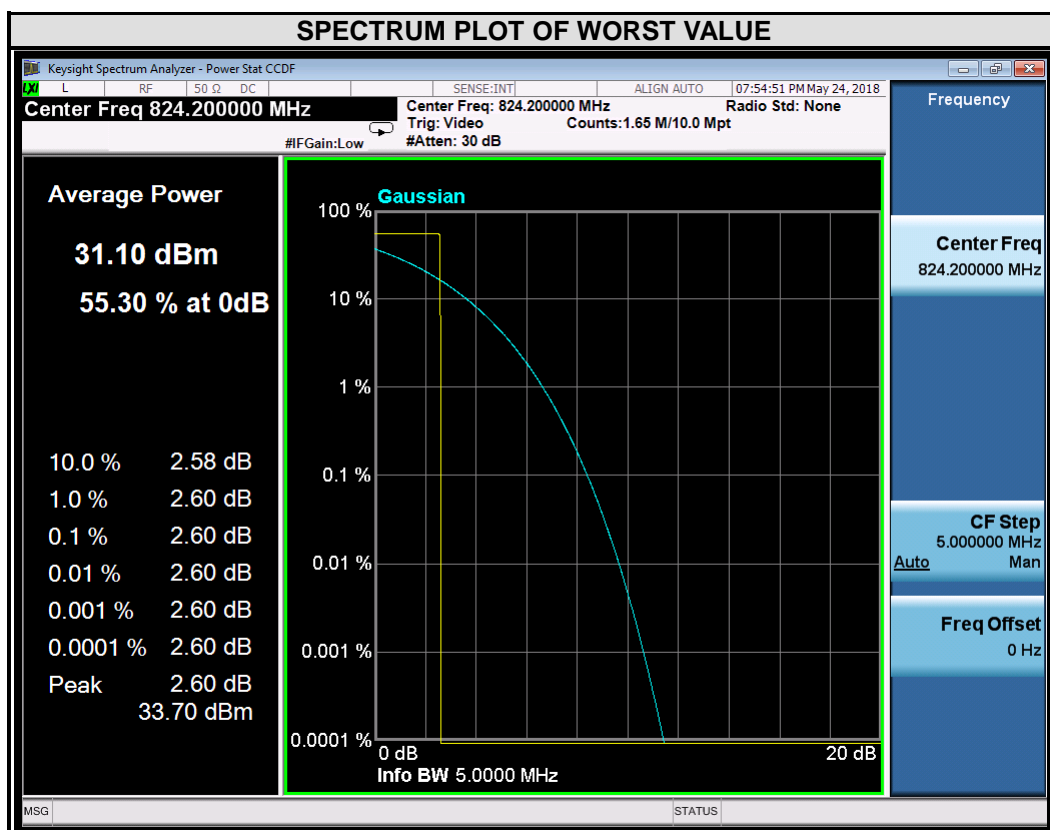 SPECTRUM PLOT OF WORST VALUE
Keysight Spectrum Analyzer - Power Stat CCDF
LXI L RF 50 Ω DC SENSE:INT ALIGN AUTO 07:54:51 PM May 24, 2018
Center Freq 824.200000 MHz
Center Freq: 824.200000 MHz Radio Std: None
Trig: Video Counts:1.65 M/10.0 Mpt
#IFGain:Low #Atten: 30 dB
Average Power
31.10 dBm
55.30 % at 0dB
10.0 % 2.58 dB
1.0 % 2.60 dB
0.1 % 2.60 dB
0.01 % 2.60 dB
0.001 % 2.60 dB
0.0001 % 2.60 dB
Peak 2.60 dB
33.70 dBm
Gaussian
100 %
10 %
1 %
0.1 %
0.01 %
0.001 %
0.0001 %
0 dB 20 dB
Info BW 5.0000 MHz
Frequency
Center Freq
824.200000 MHz
CF Step
5.000000 MHz
Auto Man
Freq Offset
0 Hz
MSG STATUS